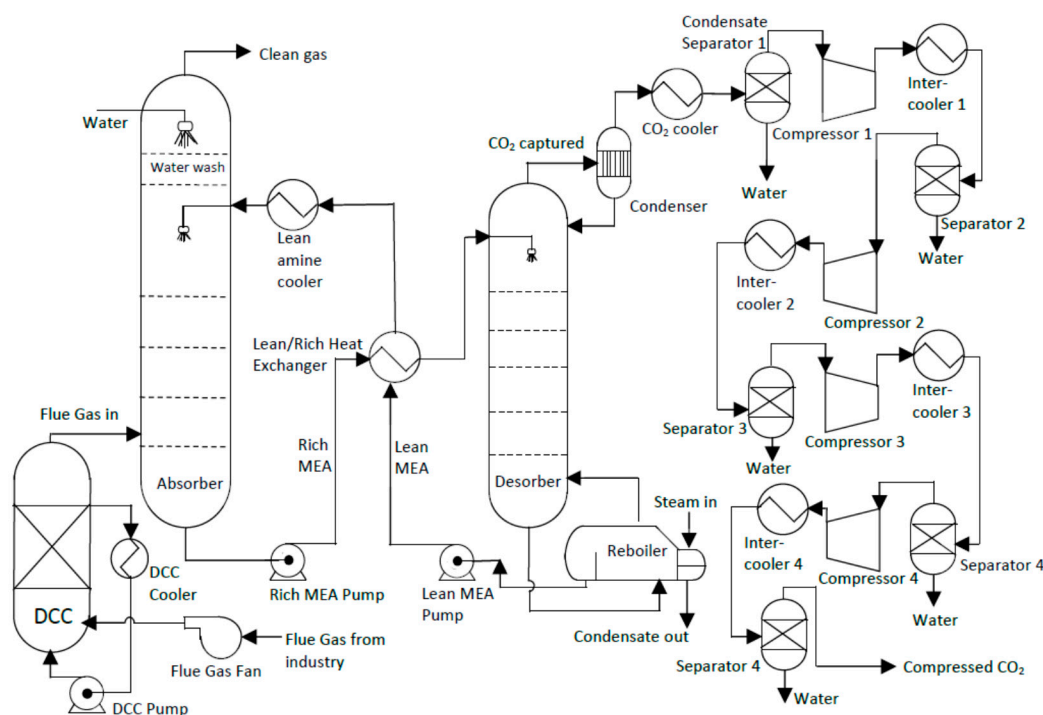 Clean gas
Water
Water wash
Lean
amine
cooler
Lean/Rich Heat
Exchanger
Flue Gas in
Absorber
Rich
MEA
Lean
MEA
DCC
DCC
Cooler
Flue Gas Fan
Flue Gas from
industry
DCC Pump
Rich MEA Pump
Lean MEA
Pump
CO₂ captured
Condenser
Desorber
Reboiler
Steam in
Condensate out
CO₂ cooler
Condensate
Separator 1
Water
Compressor 1
Inter-
cooler 1
Separator 2
Water
Inter-
cooler 2
Compressor 2
Separator 3
Water
Compressor 3
Inter-
cooler 3
Inter-
cooler 4
Compressor 4
Separator 4
Water
Separator 4
Water
Compressed CO₂